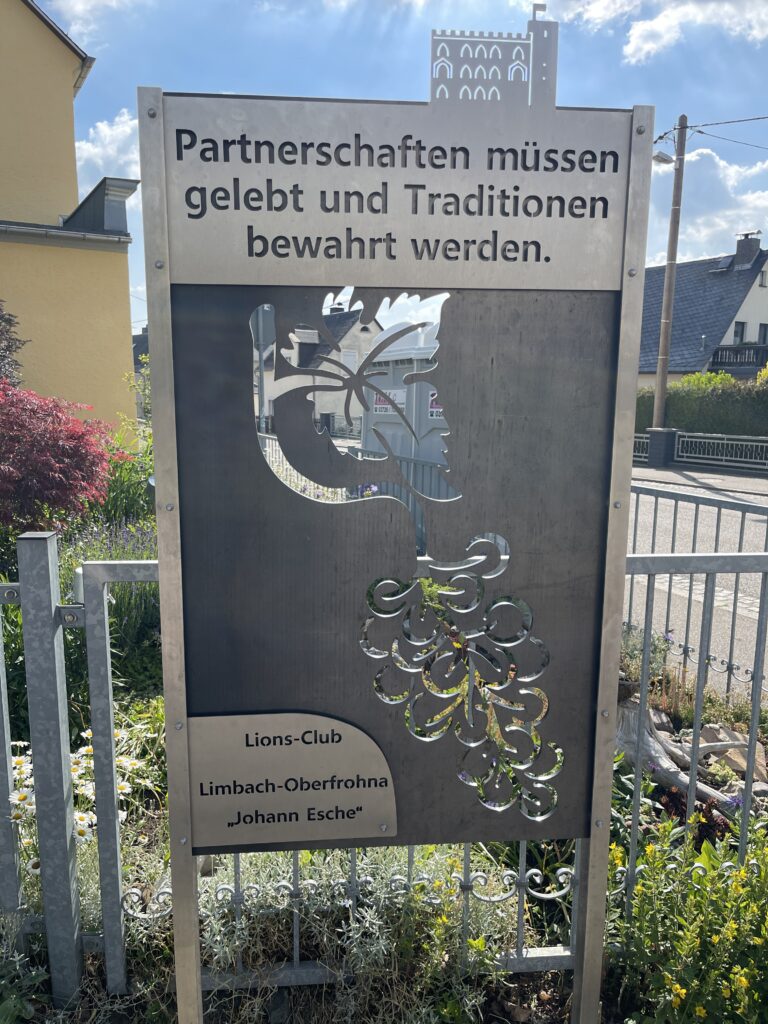 Partnerschaften müssen
gelebt und Traditionen
bewahrt werden.
Lions-Club
Limbach-Oberfrohna
„Johann Esche“